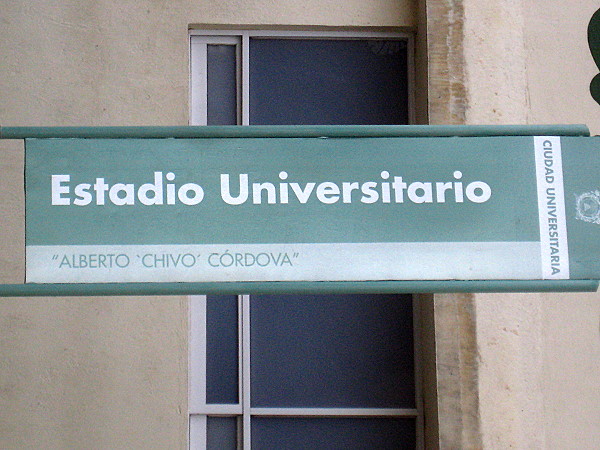 Estadio Universitario
"ALBERTO `CHIVO´ CÓRDOVA"
CIUDAD UNIVERSITARIA